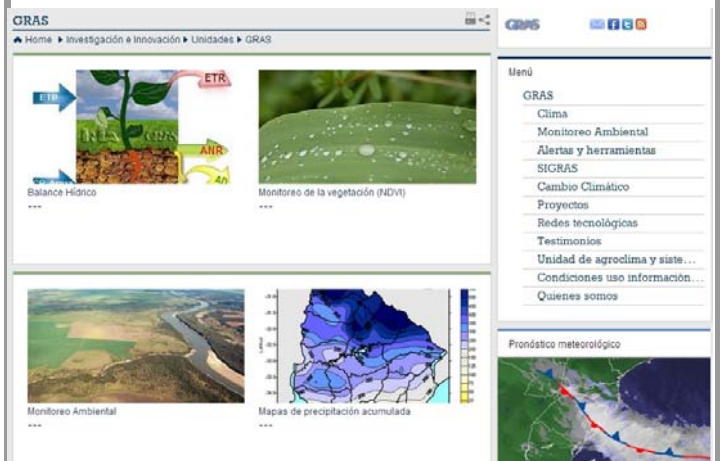 GRAS
Home Investigación e Innovación Unidades GRAS
ETR
ETP
ANR
Balance Hídrico
---
Monitoreo de la vegetación (NDVI)
---
Monitoreo Ambiental
---
Mapas de precipitación acumulada
---
GRAS
Menú
GRAS
Clima
Monitoreo Ambiental
Alertas y herramientas
SIGRAS
Cambio Climático
Proyectos
Redes tecnológicas
Testimonios
Unidad de agroclima y siste...
Condiciones uso información...
Quienes somos
Pronóstico meteorológico